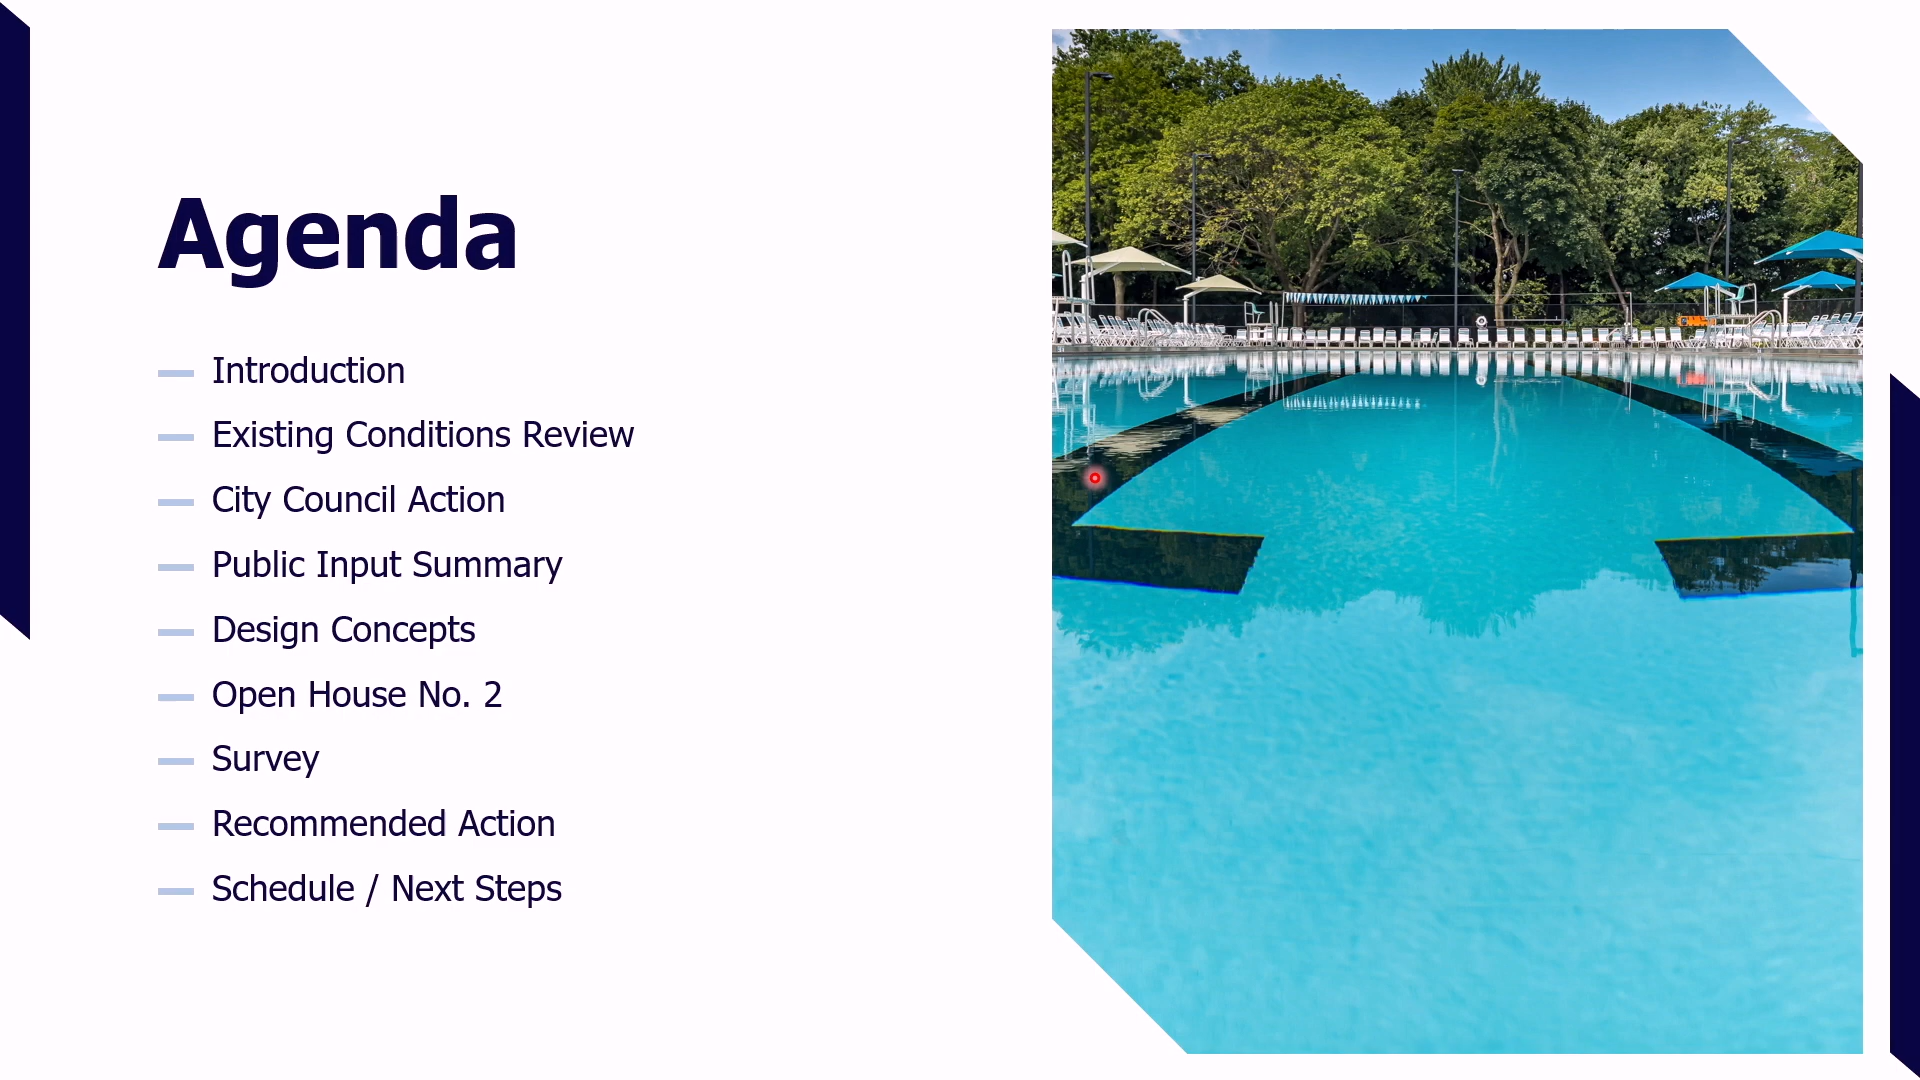 Agenda
Introduction
Existing Conditions Review
City Council Action
Public Input Summary
Design Concepts
Open House No. 2
Survey
Recommended Action
Schedule / Next Steps